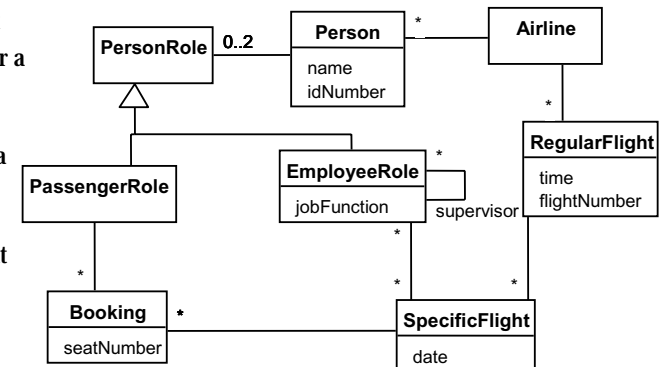 r a
a
t
PersonRole
0..2
Person
name
idNumber
*
Airline
*
RegularFlight
time
flightNumber
PassengerRole
EmployeeRole
jobFunction
*
supervisor
*
*
*
*
Booking
seatNumber
*
SpecificFlight
date